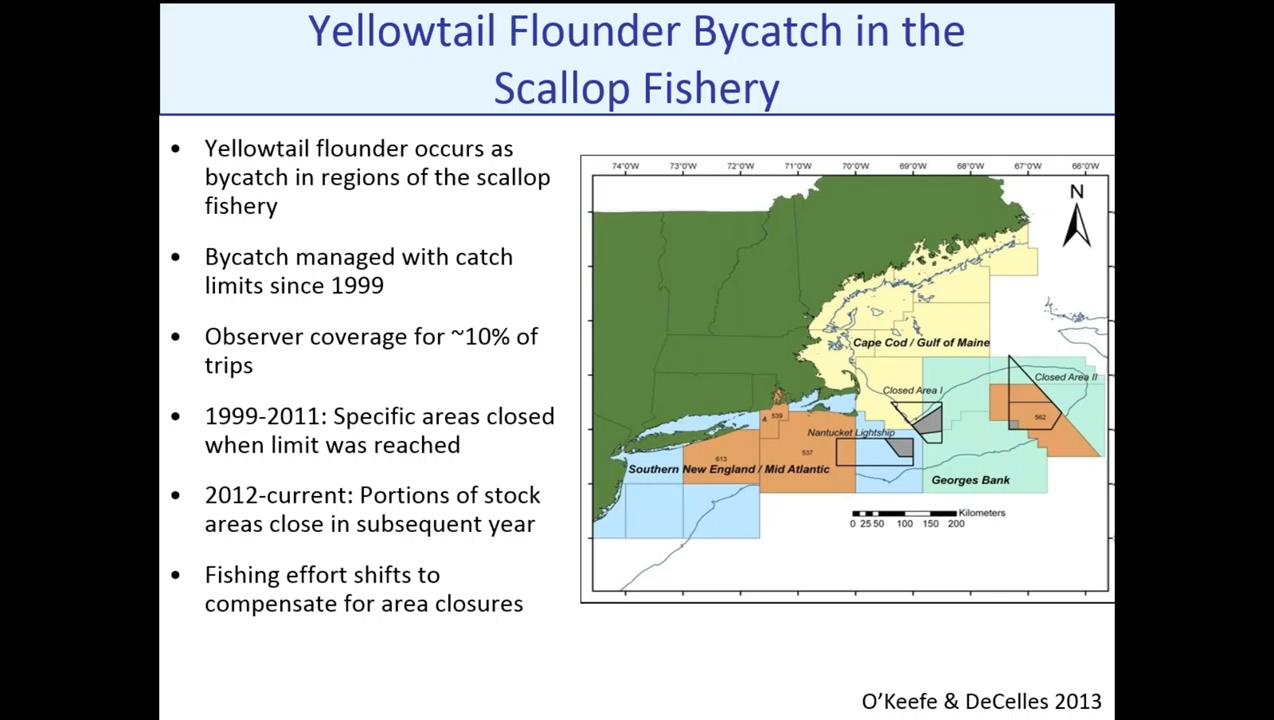 Yellowtail Flounder Bycatch in the
Scallop Fishery
• Yellowtail flounder occurs as
bycatch in regions of the scallop
fishery
• Bycatch managed with catch
limits since 1999
• Observer coverage for ~10% of
trips
• 1999-2011: Specific areas closed
when limit was reached
• 2012-current: Portions of stock
areas close in subsequent year
• Fishing effort shifts to
compensate for area closures
74°0'W 73°0'W 72°0'W 71°0'W 70°0'W 69°0'W 68°0'W 67°0'W 66°0'W
N
Cape Cod / Gulf of Maine
Closed Area II
Closed Area I
539
562
Nantucket Lightship
537
613
Southern New England / Mid Atlantic
Georges Bank
Kilometers
0 25 50 100 150 200
O'Keefe & DeCelles 2013